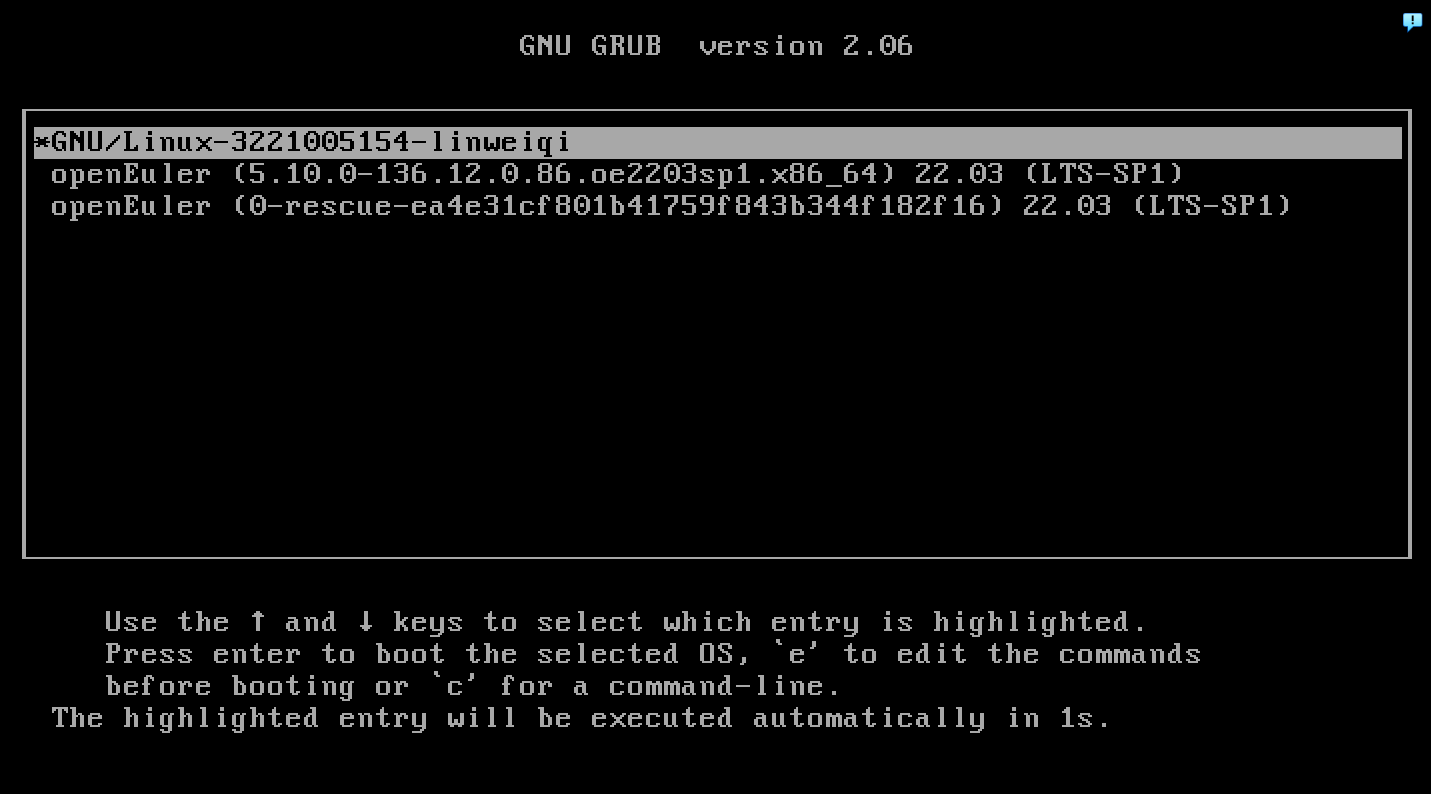 GNU GRUB  version 2.06
*GNU/Linux-3221005154-linweiqi
openEuler (5.10.0-136.12.0.86.oe2203sp1.x86_64) 22.03 (LTS-SP1)
openEuler (0-rescue-ea4e31cf801b41759f843b344f182f16) 22.03 (LTS-SP1)
Use the ↑ and ↓ keys to select which entry is highlighted.
Press enter to boot the selected OS, `e' to edit the commands
before booting or `c' for a command-line.
The highlighted entry will be executed automatically in 1s.